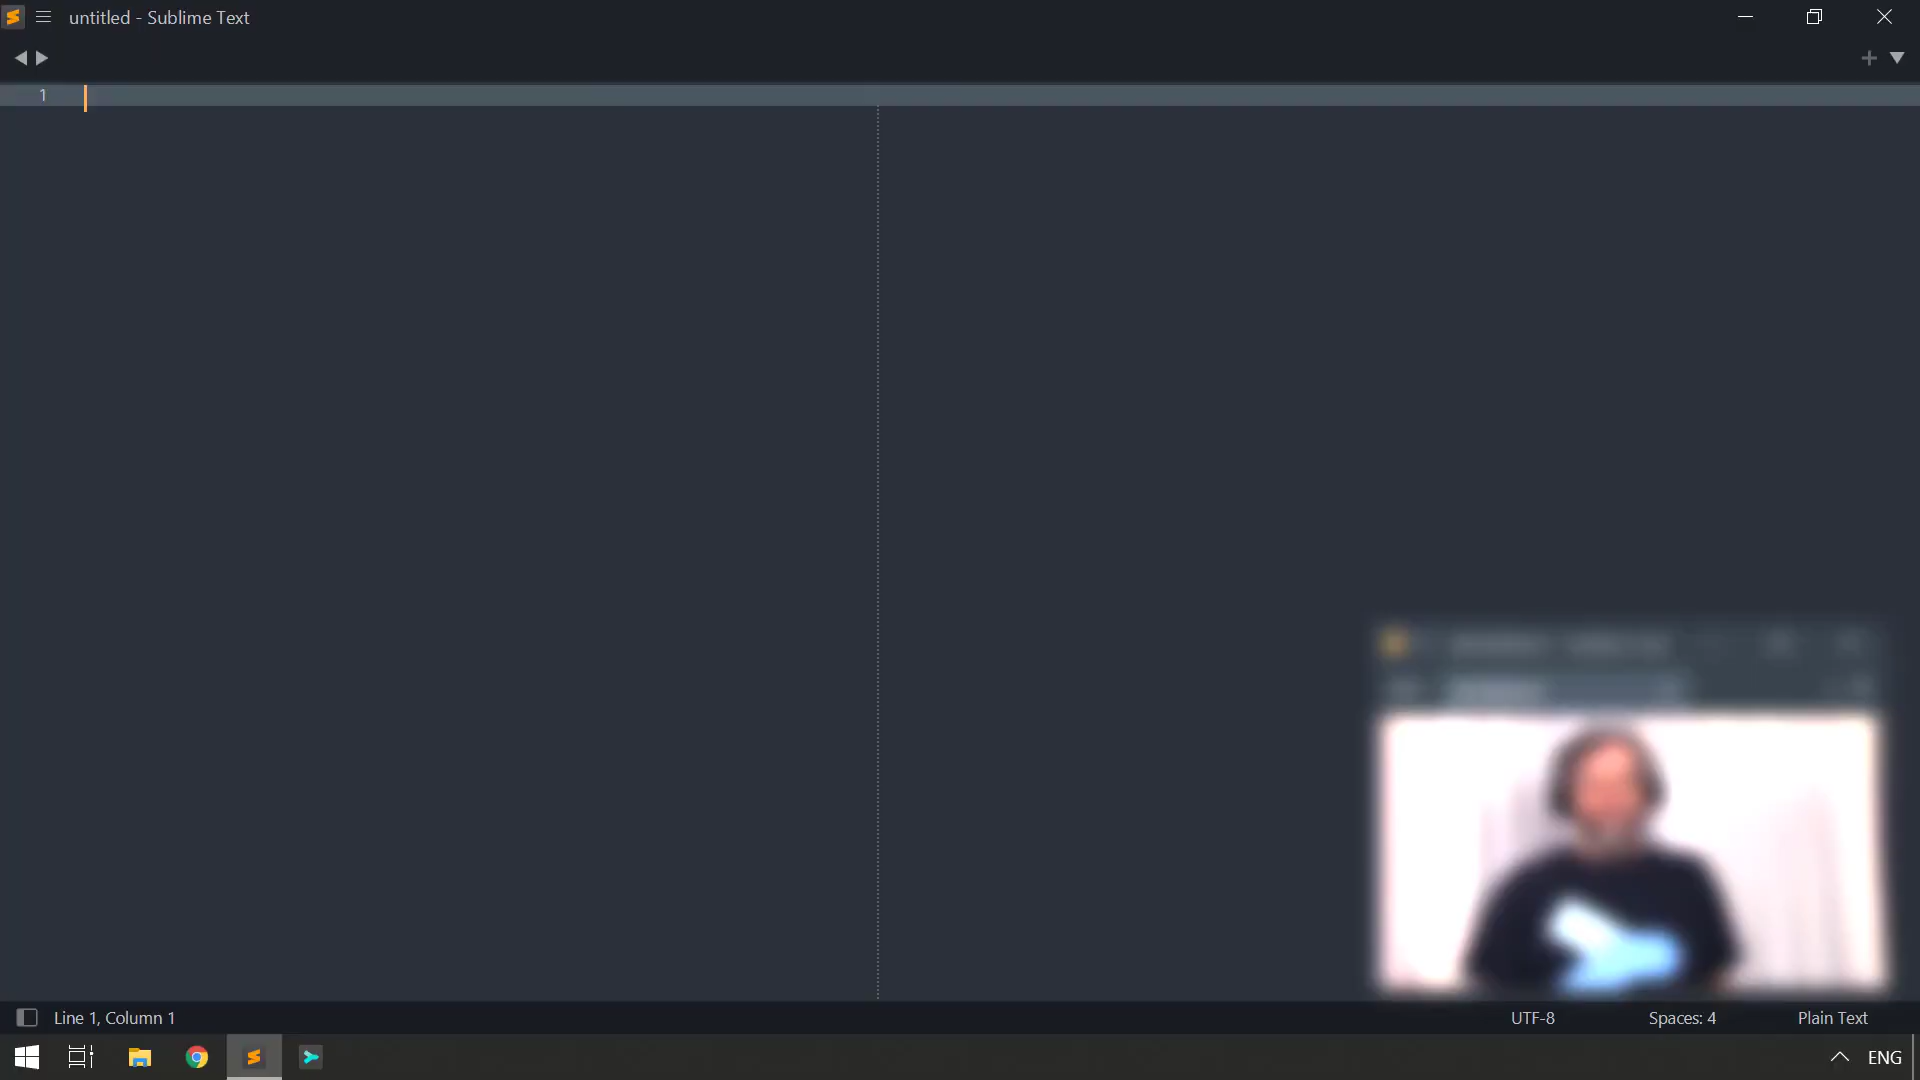 untitled - Sublime Text
1
Line 1, Column 1
UTF-8
Spaces: 4
Plain Text
ENG